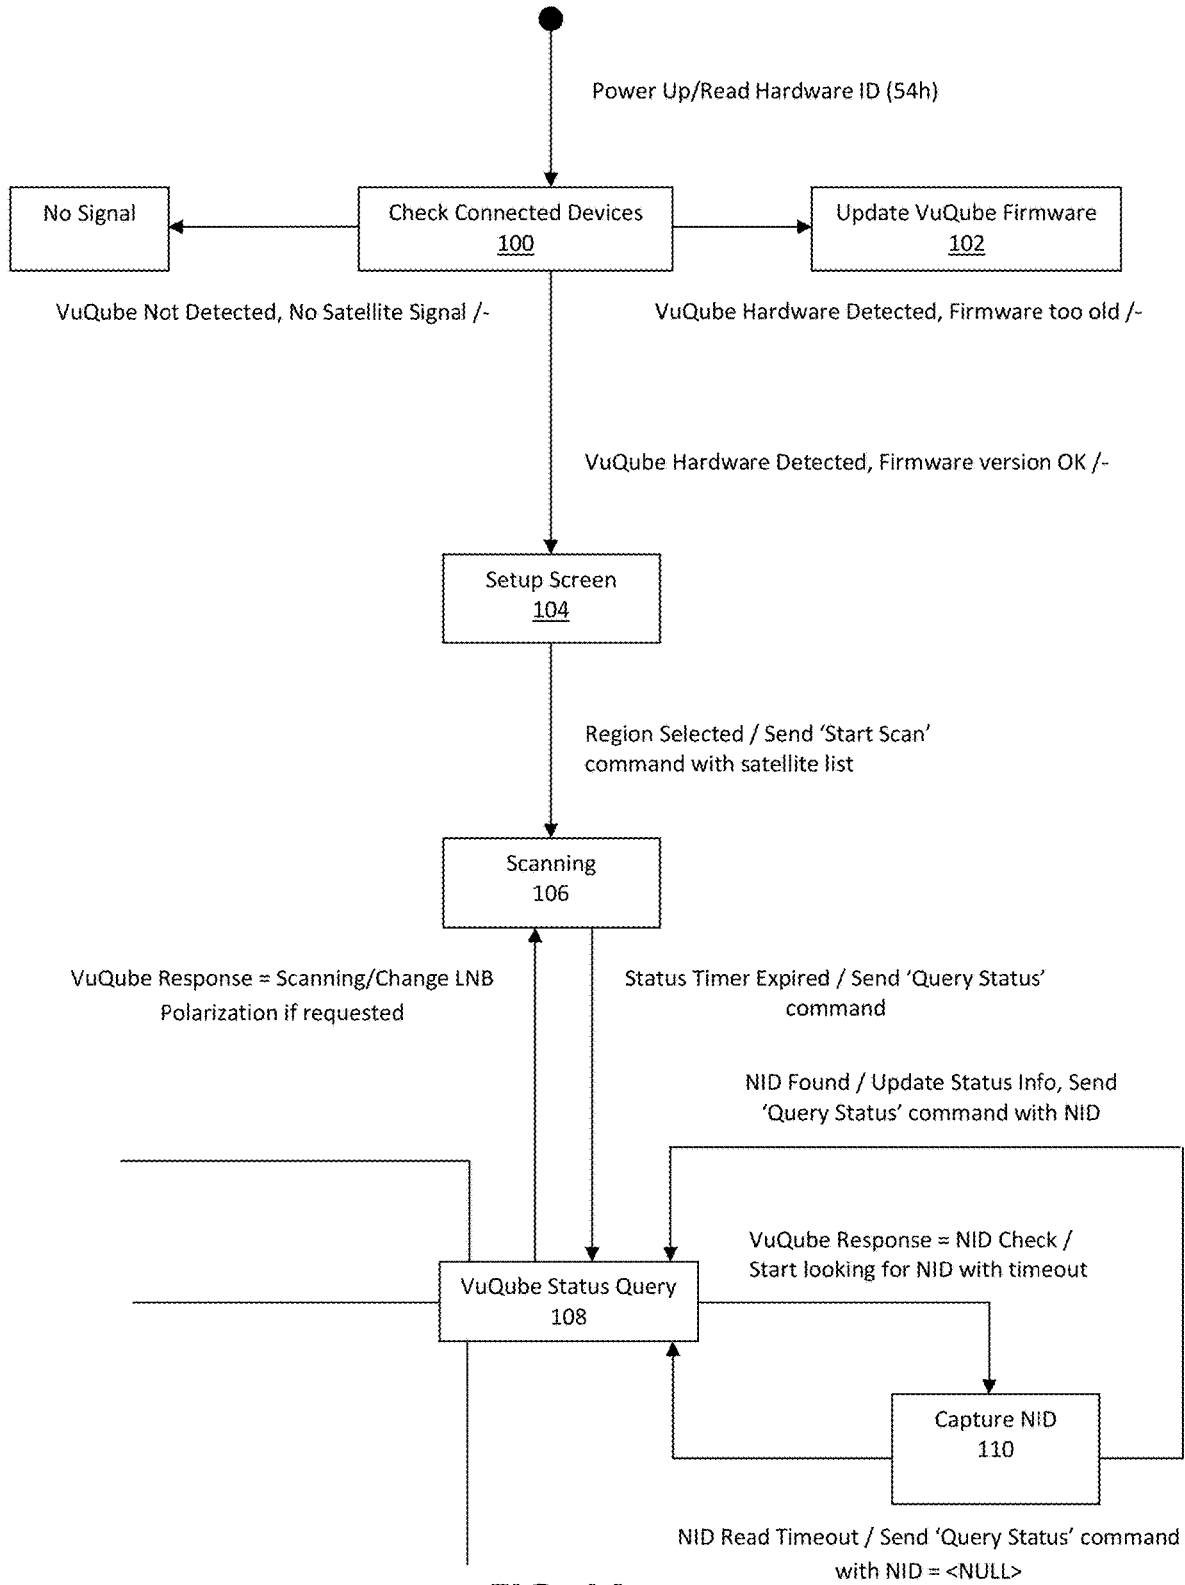 Power Up/Read Hardware ID (54h)
No Signal
Check Connected Devices
100
Update VuQube Firmware
102
VuQube Not Detected, No Satellite Signal /-
VuQube Hardware Detected, Firmware too old /-
VuQube Hardware Detected, Firmware version OK /-
Setup Screen
104
Region Selected / Send ‘Start Scan’
command with satellite list
Scanning
106
VuQube Response = Scanning/Change LNB
Polarization if requested
Status Timer Expired / Send ‘Query Status’
command
NID Found / Update Status Info, Send
‘Query Status’ command with NID
VuQube Response = NID Check /
Start looking for NID with timeout
VuQube Status Query
108
Capture NID
110
NID Read Timeout / Send ‘Query Status’ command
with NID = <NULL>